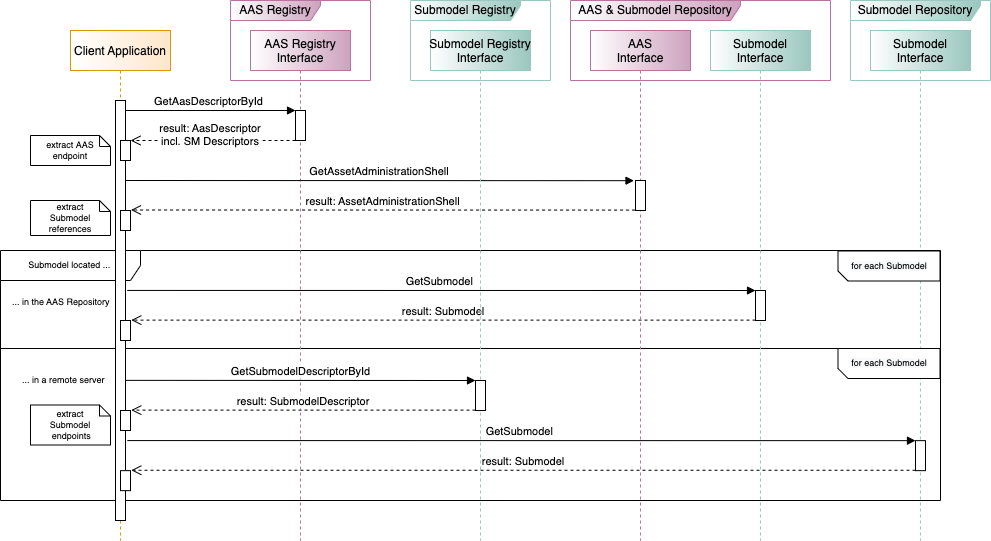 AAS Registry
Submodel Registry
AAS & Submodel Repository
Submodel Repository
Client Application
AAS Registry
Interface
Submodel Registry
Interface
AAS
Interface
Submodel
Interface
Submodel
Interface
GetAasDescriptorById
result: AasDescriptor
incl. SM Descriptors
extract AAS
endpoint
GetAssetAdministrationShell
result: AssetAdministrationShell
extract
Submodel
references
Submodel located ...
for each Submodel
GetSubmodel
... in the AAS Repository
result: Submodel
for each Submodel
GetSubmodelDescriptorById
... in a remote server
result: SubmodelDescriptor
extract
Submodel
endpoints
GetSubmodel
result: Submodel